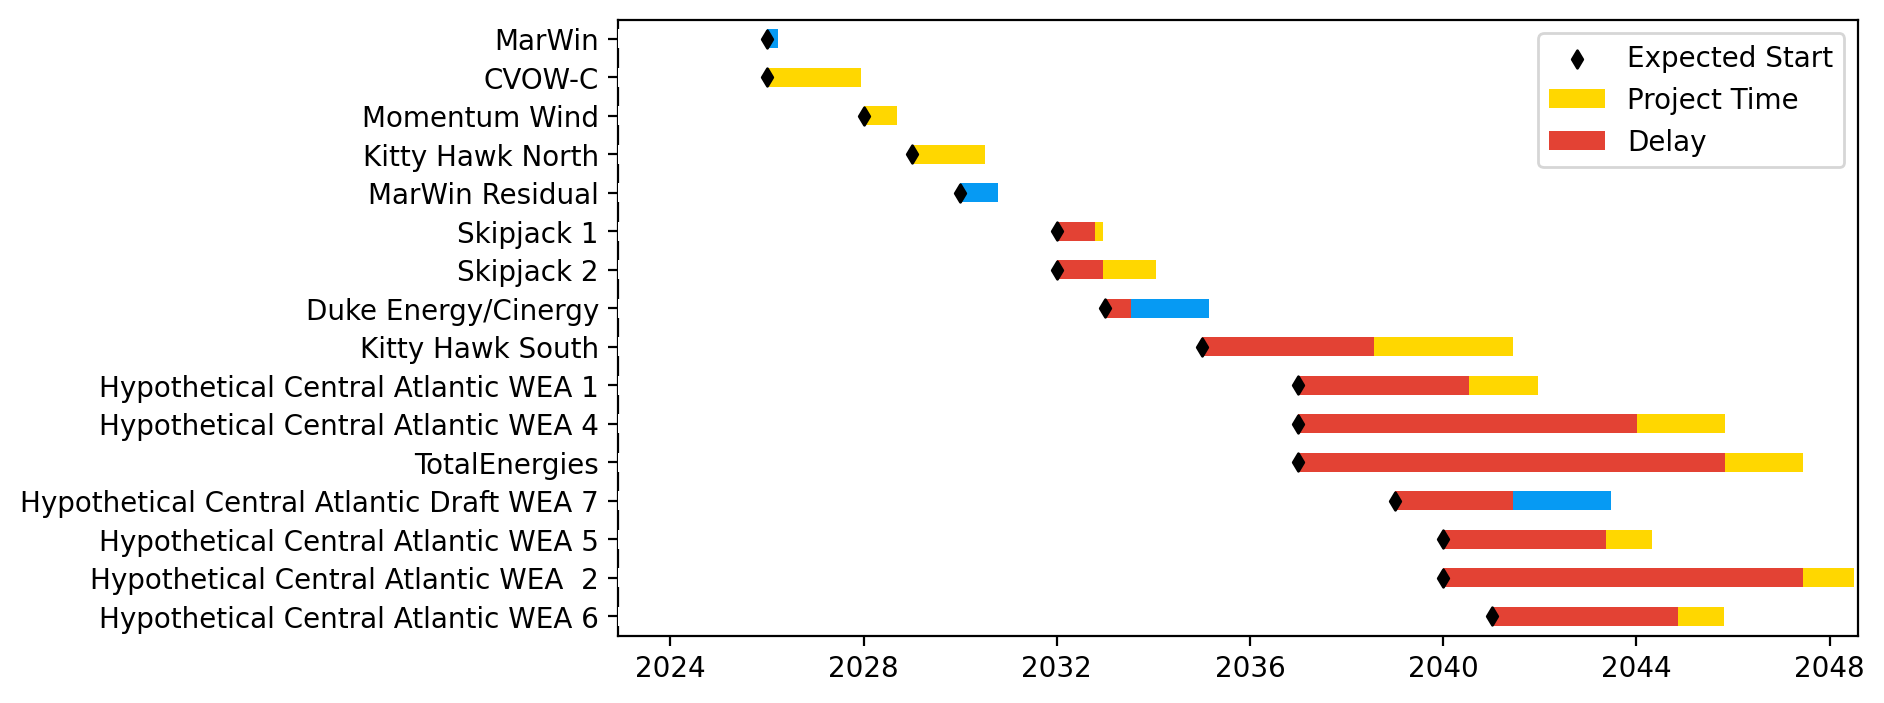 MarWin
CVOW-C
Momentum Wind
Kitty Hawk North
MarWin Residual
Skipjack 1
Skipjack 2
Duke Energy/Cinergy
Kitty Hawk South
Hypothetical Central Atlantic WEA 1
Hypothetical Central Atlantic WEA 4
TotalEnergies
Hypothetical Central Atlantic Draft WEA 7
Hypothetical Central Atlantic WEA 5
Hypothetical Central Atlantic WEA  2
Hypothetical Central Atlantic WEA 6
Expected Start
Project Time
Delay
2024 2028 2032 2036 2040 2044 2048